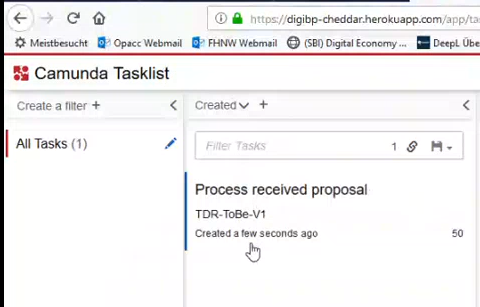 https://digibp-cheddar.herokuapp.com/app/ta
Meistbesucht Opacc Webmail FHNW Webmail (SBI) Digital Economy ... DeepL Über
Camunda Tasklist
Create a filter + Created +
All Tasks (1)
Filter Tasks 1
Process received proposal
TDR-ToBe-V1
Created a few seconds ago 50